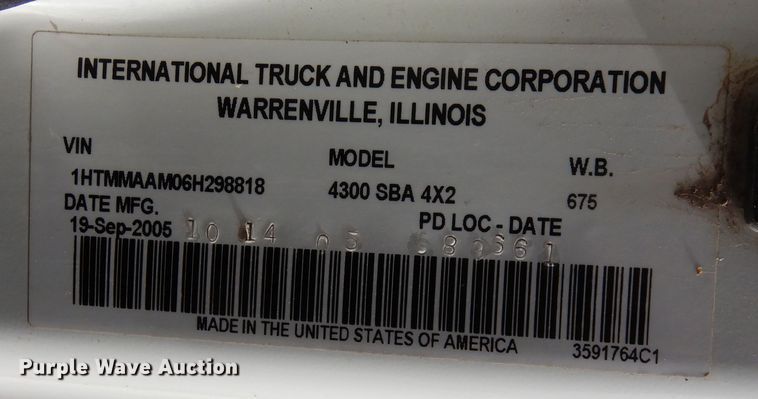 INTERNATIONAL TRUCK AND ENGINE CORPORATION
WARRENVILLE, ILLINOIS
VIN MODEL W.B.
1HTMMAAM06H298818 4300 SBA 4X2 675
DATE MFG. PD LOC - DATE
19-Sep-2005 10 14 05
MADE IN THE UNITED STATES OF AMERICA 3591764C1
Purple Wave Auction